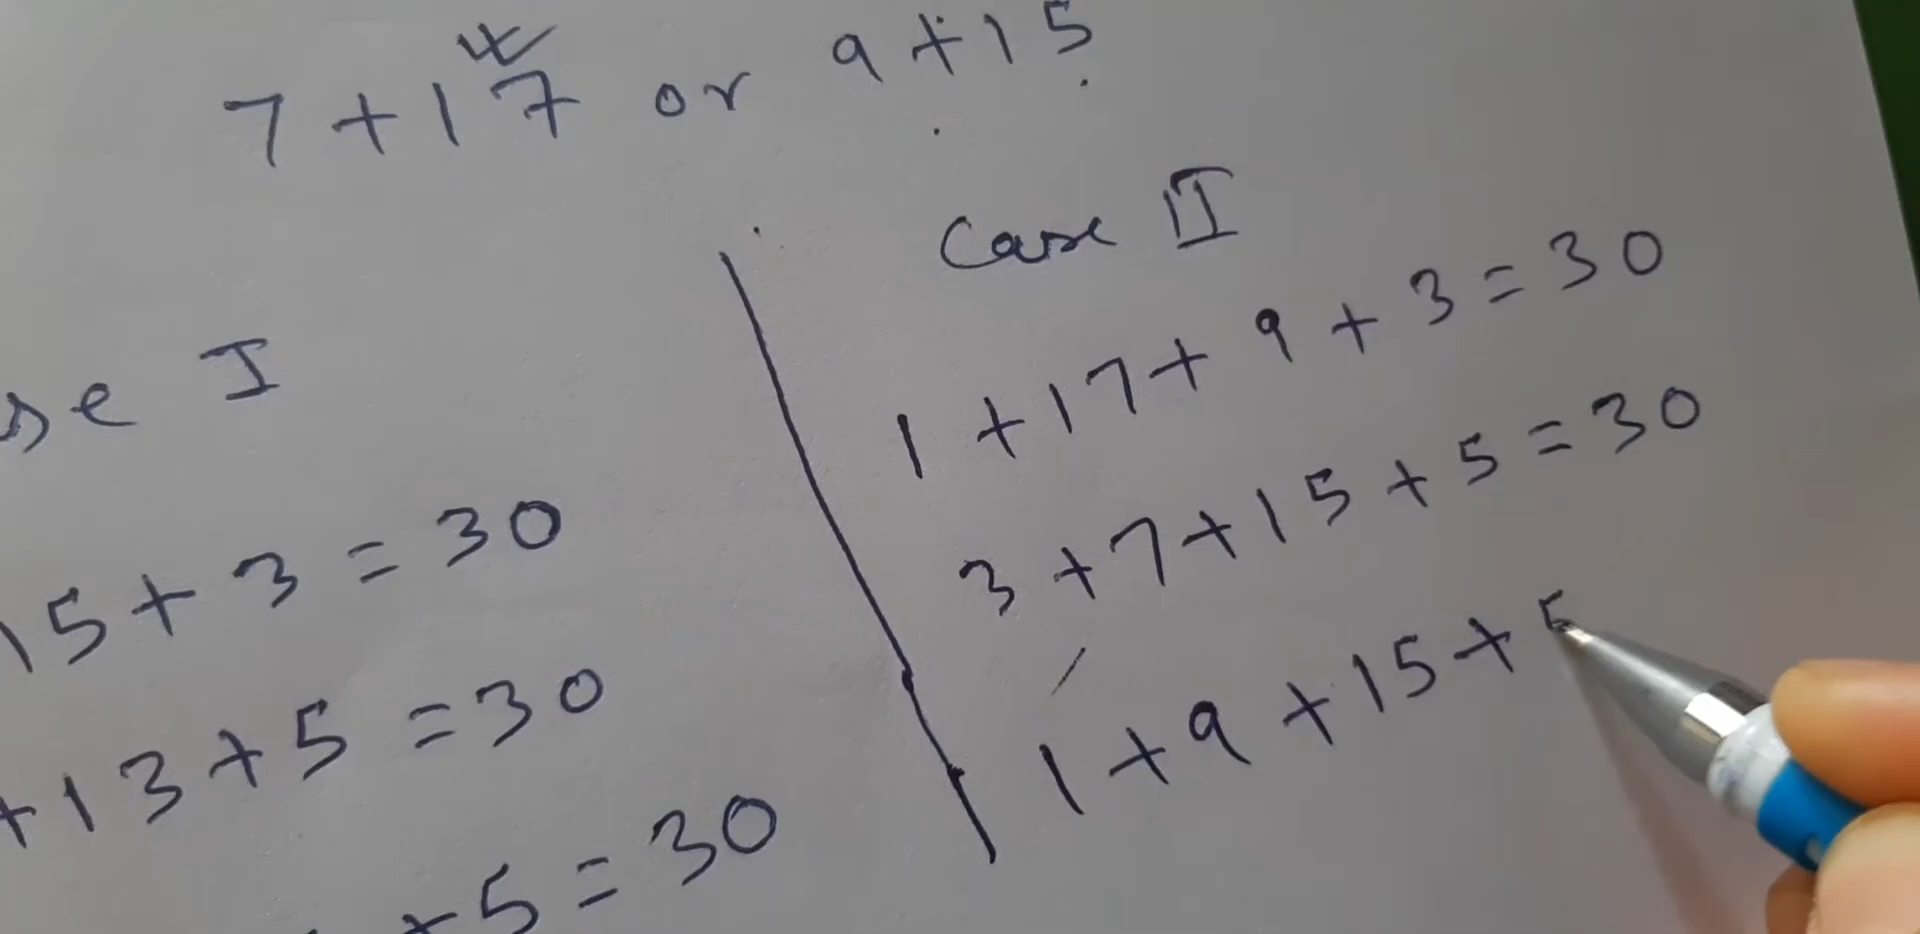 7 + 17 or 9 + 15
se I
15 + 3 = 30
+ 13 + 5 = 30
+ 5 = 30
Case II
1 + 17 + 9 + 3 = 30
3 + 7 + 15 + 5 = 30
1 + 9 + 15 + 5